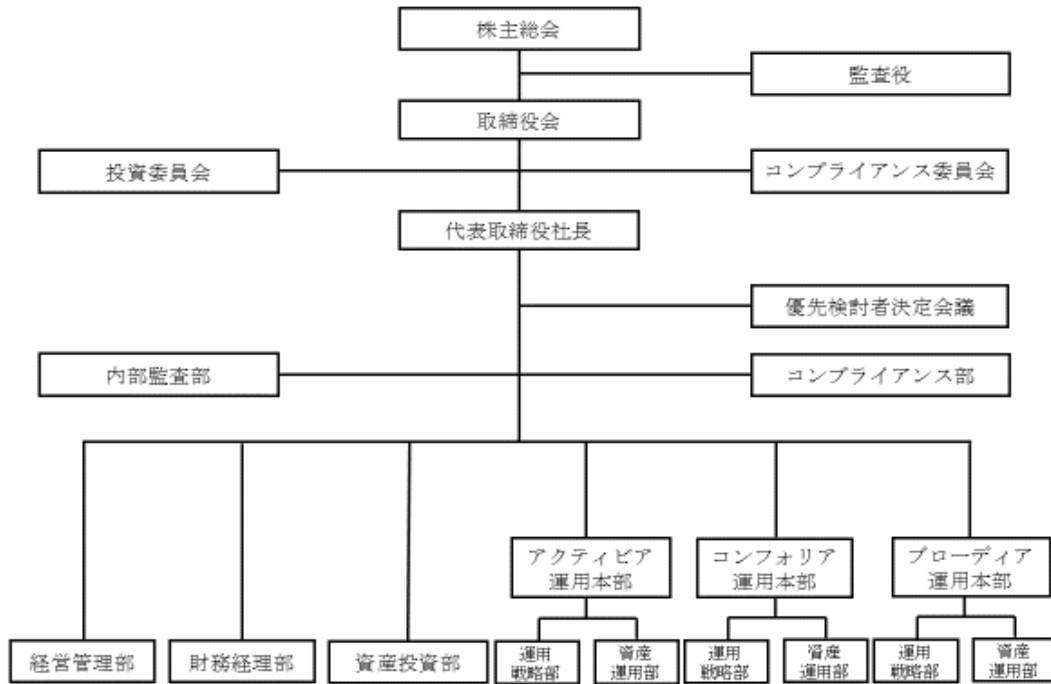 株主総会
監査役
取締役会
投資委員会
コンプライアンス委員会
代表取締役社長
優先検討者決定会議
内部監査部
コンプライアンス部
アクティビア
運用本部
コンフォリア
運用本部
ブローディア
運用本部
経営管理部
財務経理部
資産投資部
運用
戦略部
資産
運用部
運用
戦略部
資産
運用部
運用
戦略部
資産
運用部